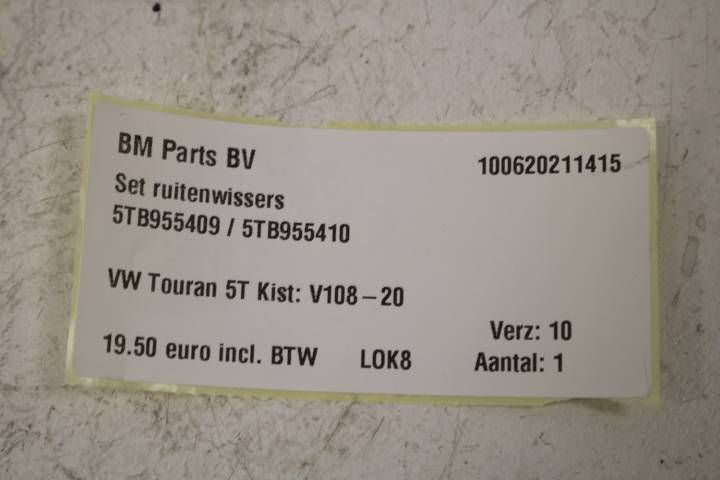 BM Parts BV 100620211415
Set ruitenwissers
5TB955409 / 5TB955410
VW Touran 5T Kist: V108-20
Verz: 10
19.50 euro incl. BTW LOK8 Aantal: 1